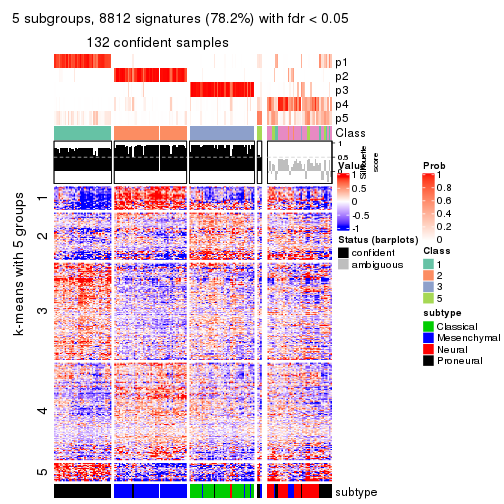 5 subgroups, 8812 signatures (78.2%) with fdr < 0.05
132 confident samples
p1
p2
p3
p4
p5
Class
1
0.5
0
Silhouette
score
k-means with 5 groups
1
2
3
4
5
subtype
Value
1
0.5
0
-0.5
-1
Status (barplots)
confident
ambiguous
Prob
1
0.8
0.6
0.4
0.2
0
Class
1
2
3
5
subtype
Classical
Mesenchymal
Neural
Proneural